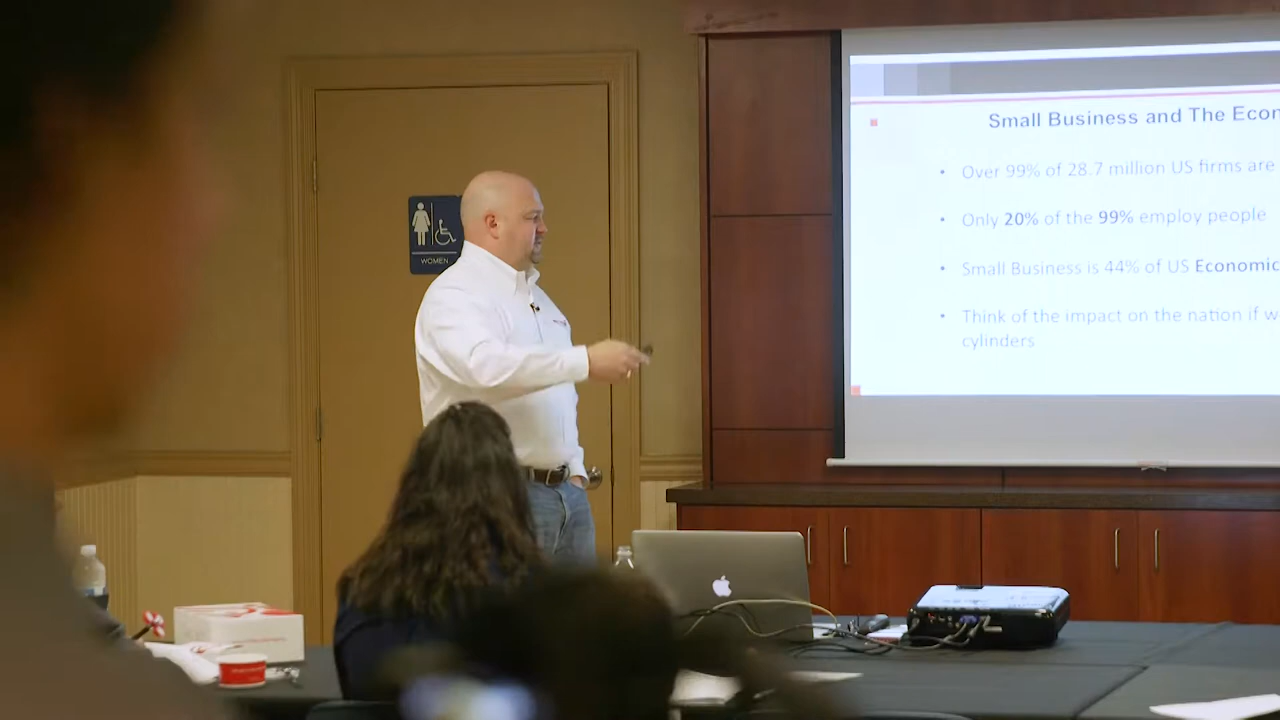 Small Business and The Econ
• Over 99% of 28.7 million US firms are
• Only 20% of the 99% employ people
• Small Business is 44% of US Economic
• Think of the impact on the nation if w
cylinders
WOMEN